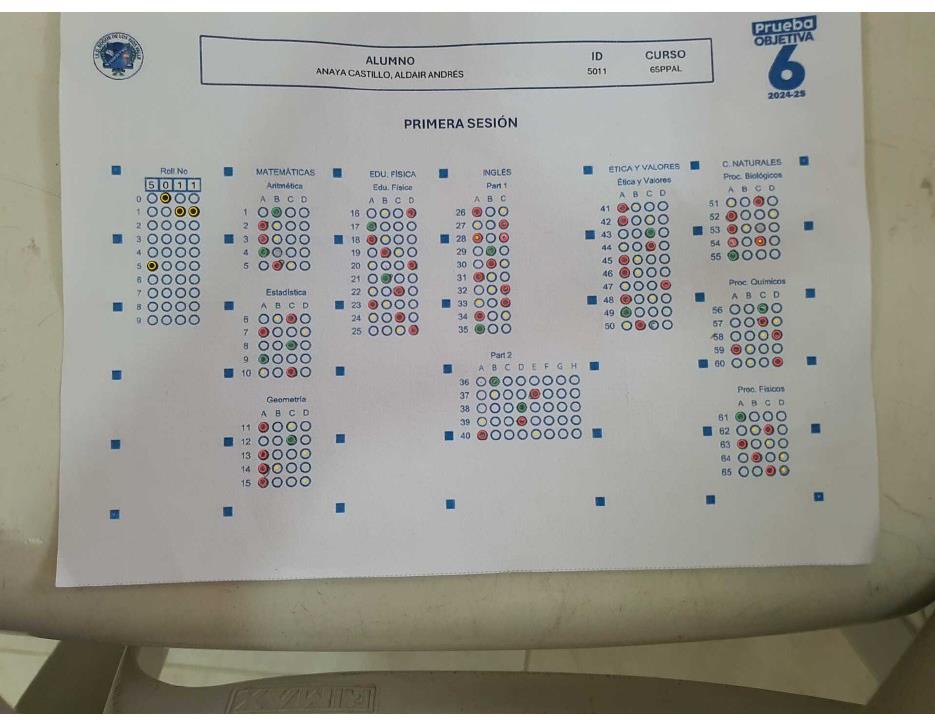 Prueba
OBJETIVA
6
2024-25
ALUMNO ID CURSO
ANAYA CASTILLO, ALDAIR ANDRÉS 5011 6SPPAL
PRIMERA SESIÓN
Roll No
5 0 1 1
0
1
2
3
4
5
6
7
8
9
MATEMÁTICAS
Aritmética
A B C D
1
2
3
4
5
Estadística
A B C D
6
7
8
9
10
Geometría
A B C D
11
12
13
14
15
EDU. FÍSICA
Edu. Física
A B C D
16
17
18
19
20
21
22
23
24
25
INGLÉS
Part 1
A B C
26
27
28
29
30
31
32
33
34
35
Part 2
A B C D E F G H
36
37
38
39
40
ETICA Y VALORES
Ética y Valores
A B C D
41
42
43
44
45
46
47
48
49
50
C. NATURALES
Proc. Biológicos
A B C D
51
52
53
54
55
Proc. Químicos
A B C D
56
57
58
59
60
Proc. Físicos
A B C D
61
62
63
64
65
RIMAX